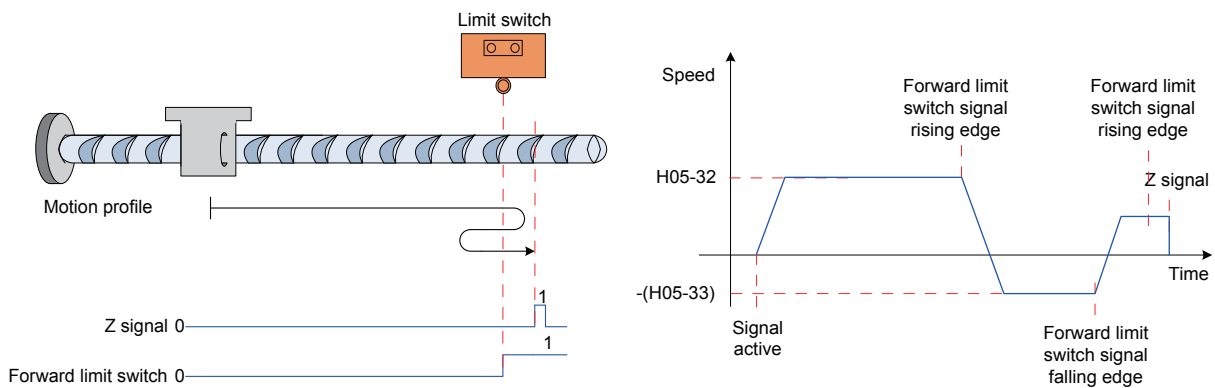 Limit switch
Motion profile
1
Z signal 0
1
Forward limit switch 0
Speed
Forward limit
switch signal
rising edge
Forward limit
switch signal
rising edge
H05-32
Z signal
Time
-(H05-33)
Signal
active
Forward limit
switch signal
falling edge